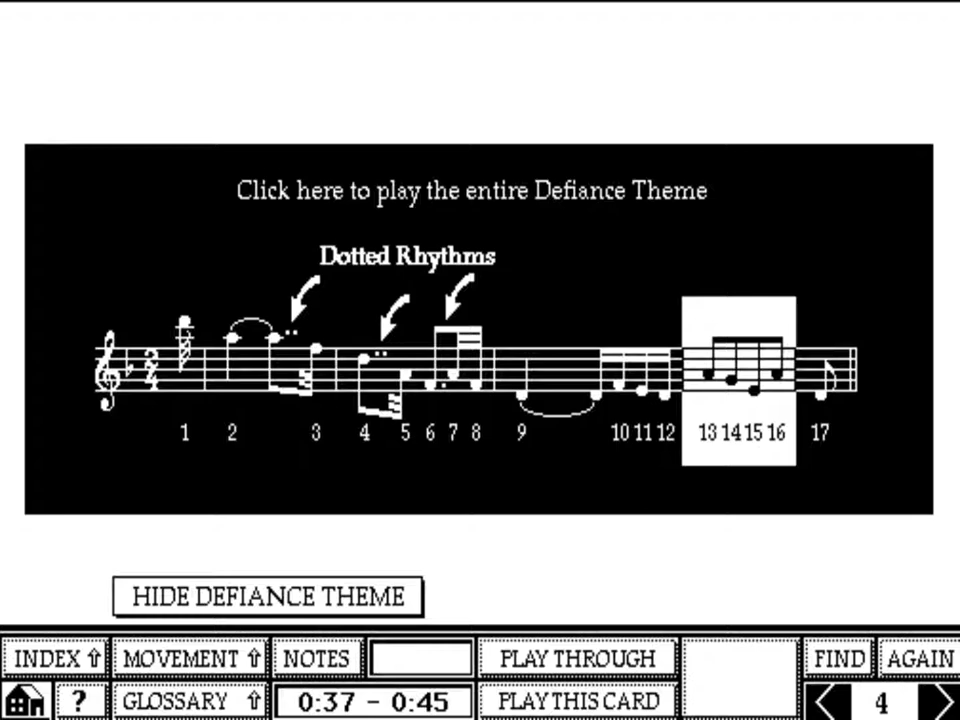 Click here to play the entire Defiance Theme
Dotted Rhythms
2
4
1 2 3 4 5 6 7 8 9 10 11 12 13 14 15 16 17
HIDE DEFIANCE THEME
INDEX ⇧ MOVEMENT ⇧ NOTES PLAY THROUGH FIND AGAIN
? GLOSSARY ⇧ 0:37 - 0:45 PLAY THIS CARD 4